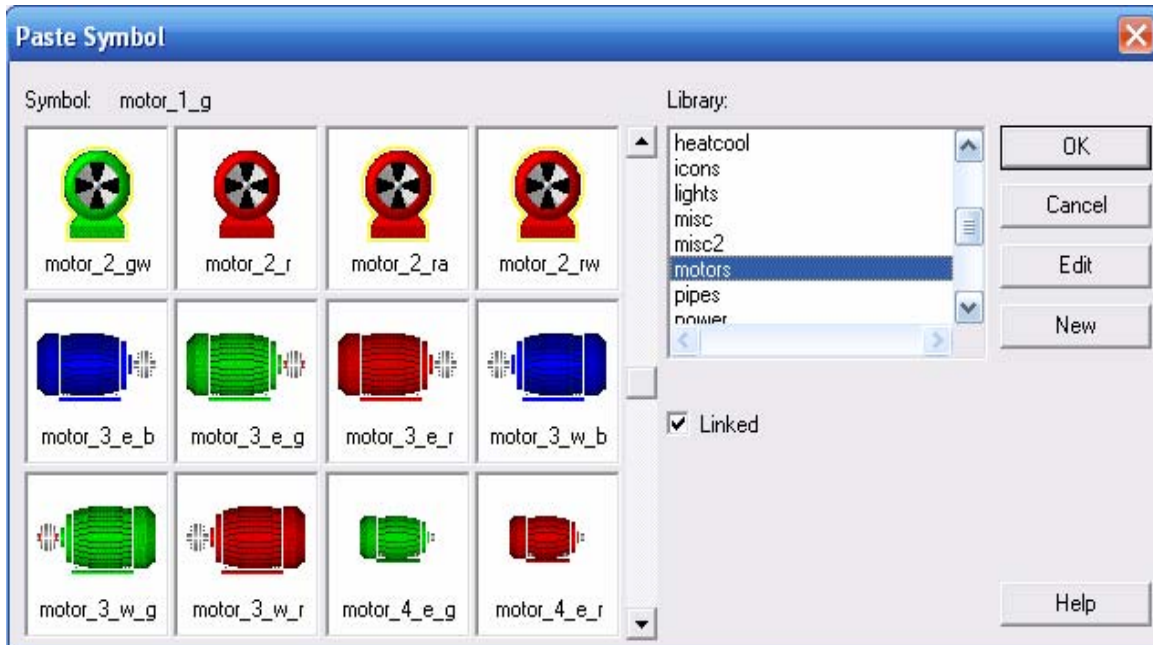 Paste Symbol
Symbol: motor_1_g
motor_2_gw motor_2_r motor_2_ra motor_2_rw
motor_3_e_b motor_3_e_g motor_3_e_r motor_3_w_b
motor_3_w_g motor_3_w_r motor_4_e_g motor_4_e_r
Library:
heatcool
icons
lights
misc
misc2
motors
pipes
power
Linked
OK
Cancel
Edit
New
Help